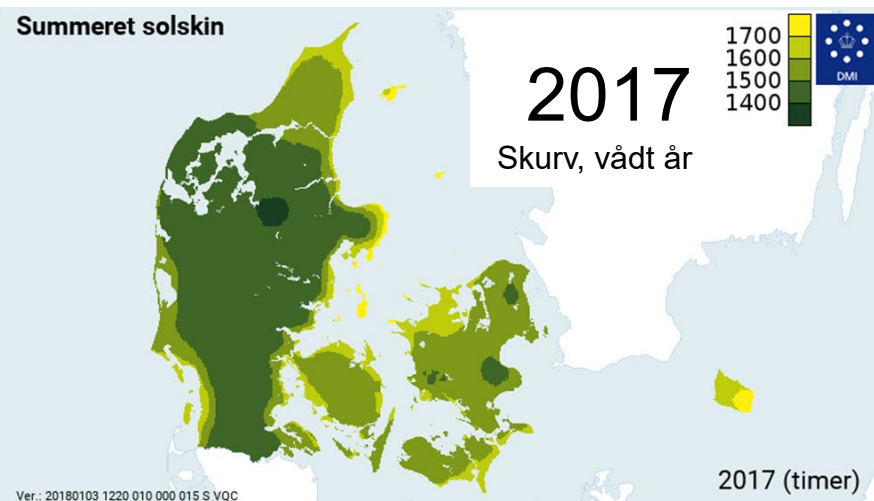 Summeret solskin
2017
Skurv, vådt år
1700
1600
1500
1400
DMI
2017 (timer)
Ver.: 20180103 1220 010 000 015 S VQC